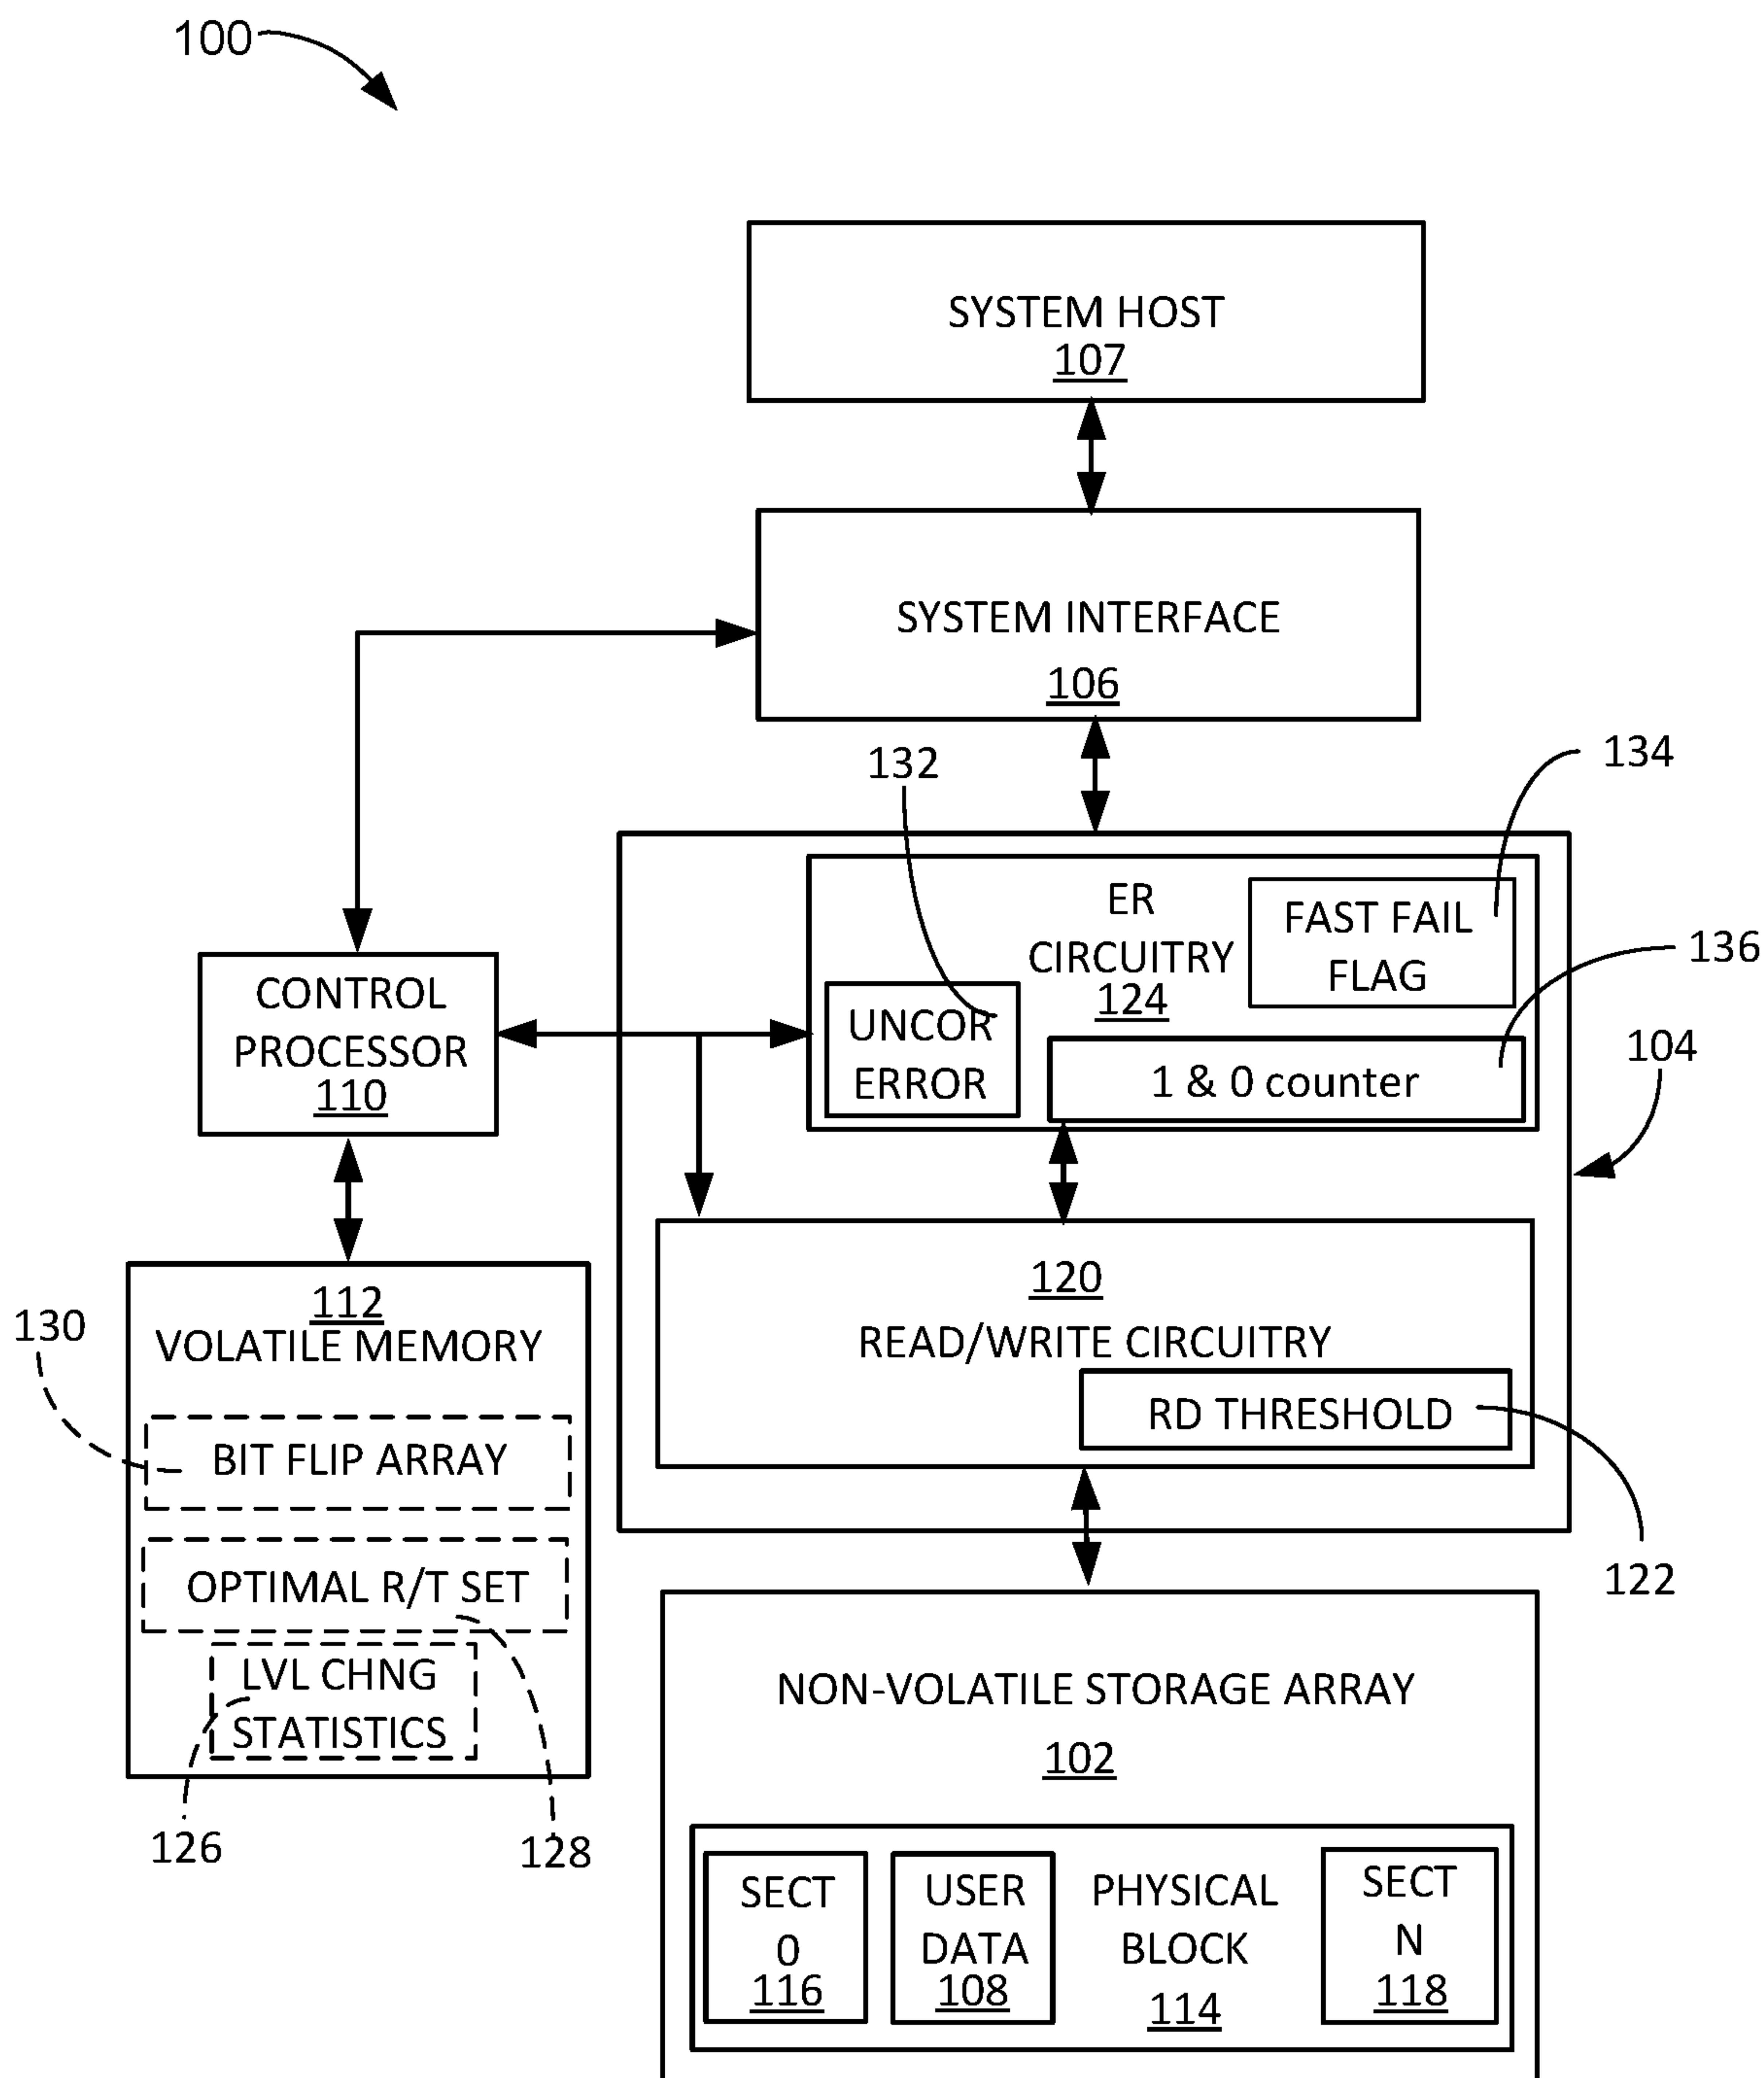 100
SYSTEM HOST
107
SYSTEM INTERFACE
106
132
134
ER
CIRCUITRY
124
FAST FAIL
FLAG
136
UNCOR
ERROR
1 & 0 counter
104
CONTROL
PROCESSOR
110
120
READ/WRITE CIRCUITRY
RD THRESHOLD
122
112
VOLATILE MEMORY
130
BIT FLIP ARRAY
OPTIMAL R/T SET
LVL CHNG
STATISTICS
126
128
NON-VOLATILE STORAGE ARRAY
102
SECT
0
116
USER
DATA
108
PHYSICAL
BLOCK
114
SECT
N
118